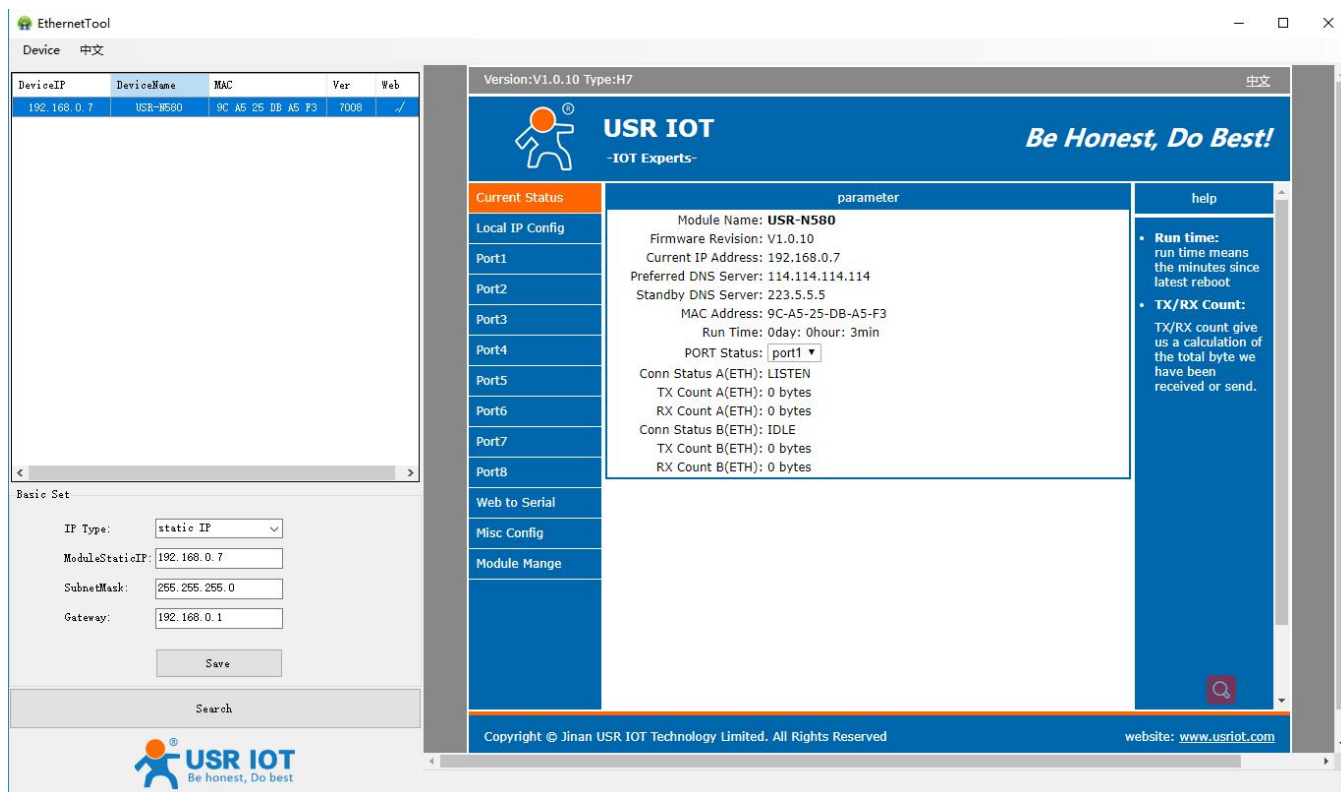 EthernetTool
Device 中文
DeviceIP DeviceName MAC Ver Web
192.168.0.7 USR-N580 9C A5 25 DB A5 F3 7008 √
Basic Set
IP Type: static IP
ModuleStaticIP: 192.168.0.7
SubnetMask: 255.255.255.0
Gateway: 192.168.0.1
Save
Search
®
USR IOT
Be honest, Do best
Version:V1.0.10 Type:H7 中文
®
USR IOT
-IOT Experts-
Be Honest, Do Best!
Current Status
Local IP Config
Port1
Port2
Port3
Port4
Port5
Port6
Port7
Port8
Web to Serial
Misc Config
Module Mange
parameter
Module Name: USR-N580
Firmware Revision: V1.0.10
Current IP Address: 192.168.0.7
Preferred DNS Server: 114.114.114.114
Standby DNS Server: 223.5.5.5
MAC Address: 9C-A5-25-DB-A5-F3
Run Time: 0day: 0hour: 3min
PORT Status: port1
Conn Status A(ETH): LISTEN
TX Count A(ETH): 0 bytes
RX Count A(ETH): 0 bytes
Conn Status B(ETH): IDLE
TX Count B(ETH): 0 bytes
RX Count B(ETH): 0 bytes
help
• Run time:
run time means
the minutes since
latest reboot
• TX/RX Count:
TX/RX count give
us a calculation of
the total byte we
have been
received or send.
Copyright © Jinan USR IOT Technology Limited. All Rights Reserved
website: www.usriot.com